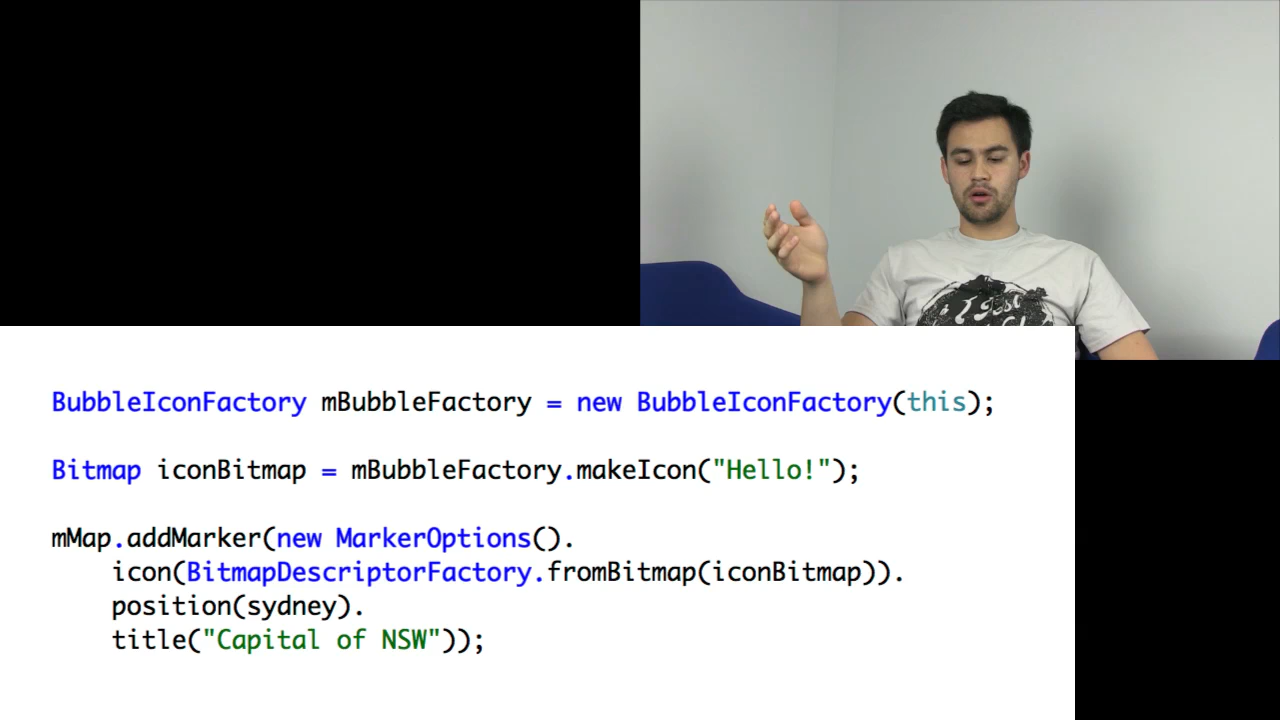 BubbleIconFactory mBubbleFactory = new BubbleIconFactory(this);
Bitmap iconBitmap = mBubbleFactory.makeIcon("Hello!");
mMap.addMarker(new MarkerOptions().
icon(BitmapDescriptorFactory.fromBitmap(iconBitmap)).
position(sydney).
title("Capital of NSW"));